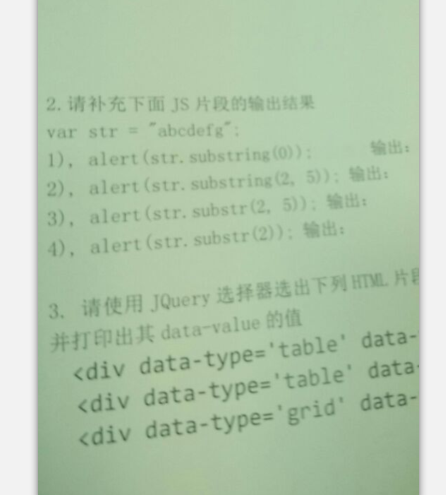 2.请补充下面 JS 片段的输出结果
var str = "abcdefg";
1), alert(str.substring(0)); 输出:
2), alert(str.substring(2, 5)); 输出:
3), alert(str.substr(2, 5)); 输出:
4), alert(str.substr(2)); 输出:
3. 请使用 JQuery 选择器选出下列 HTML 片段
并打印出其 data-value 的值
<div data-type='table' data-
<div data-type='table' data-
<div data-type='grid' data-